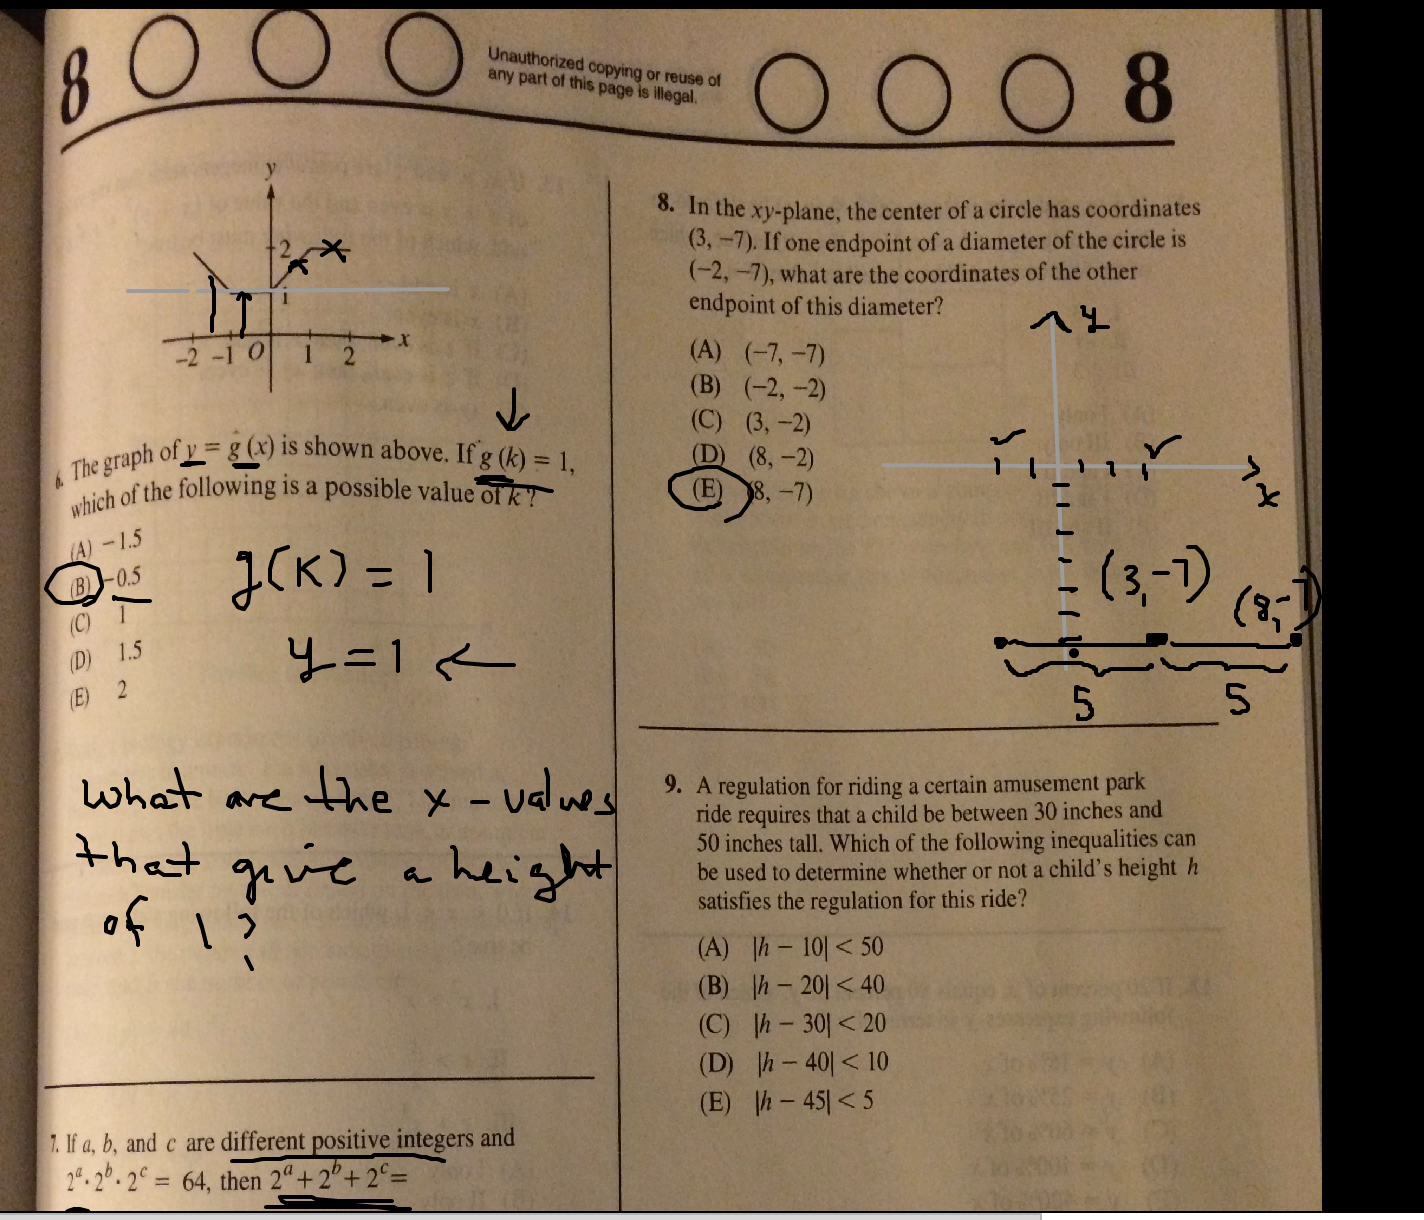 8
Unauthorized copying or reuse of
any part of this page is illegal.
8
y
2
1
-2 -1 O 1 2 x
6. The graph of y = g (x) is shown above. If g (k) = 1,
which of the following is a possible value of k?
(A) -1.5
(B) -0.5
(C) 1
(D) 1.5
(E) 2
g(k) = 1
y = 1
What are the x-values
that give a height
of 1?
7. If a, b, and c are different positive integers and
2ᵃ · 2ᵇ · 2ᶜ = 64, then 2ᵃ + 2ᵇ + 2ᶜ =
8. In the xy-plane, the center of a circle has coordinates
(3, −7). If one endpoint of a diameter of the circle is
(−2, −7), what are the coordinates of the other
endpoint of this diameter?
(A) (−7, −7)
(B) (−2, −2)
(C) (3, −2)
(D) (8, −2)
(E) (8, −7)
y
x
(3,-7)
(8,-7)
5 5
9. A regulation for riding a certain amusement park
ride requires that a child be between 30 inches and
50 inches tall. Which of the following inequalities can
be used to determine whether or not a child's height h
satisfies the regulation for this ride?
(A) |h − 10| < 50
(B) |h − 20| < 40
(C) |h − 30| < 20
(D) |h − 40| < 10
(E) |h − 45| < 5